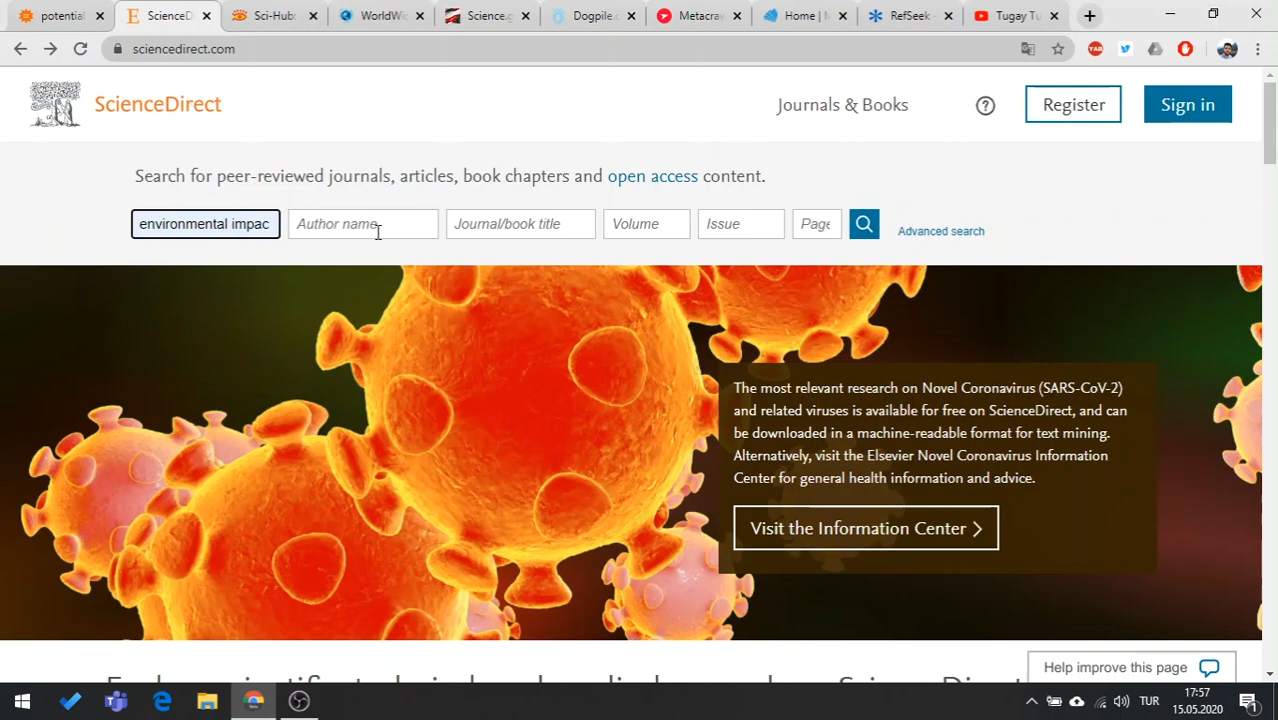 potential
ScienceD
Sci-Hub:
WorldWi
Science.g
Dogpile.c
Metacraw
Home | M
RefSeek -
Tugay Tu
sciencedirect.com
ScienceDirect
Journals & Books
Register
Sign in
Search for peer-reviewed journals, articles, book chapters and open access content.
environmental impac
Author name
Journal/book title
Volume
Issue
Page
Advanced search
The most relevant research on Novel Coronavirus (SARS-CoV-2)
and related viruses is available for free on ScienceDirect, and can
be downloaded in a machine-readable format for text mining.
Alternatively, visit the Elsevier Novel Coronavirus Information
Center for general health information and advice.
Visit the Information Center
Help improve this page
TUR
17:57
15.05.2020